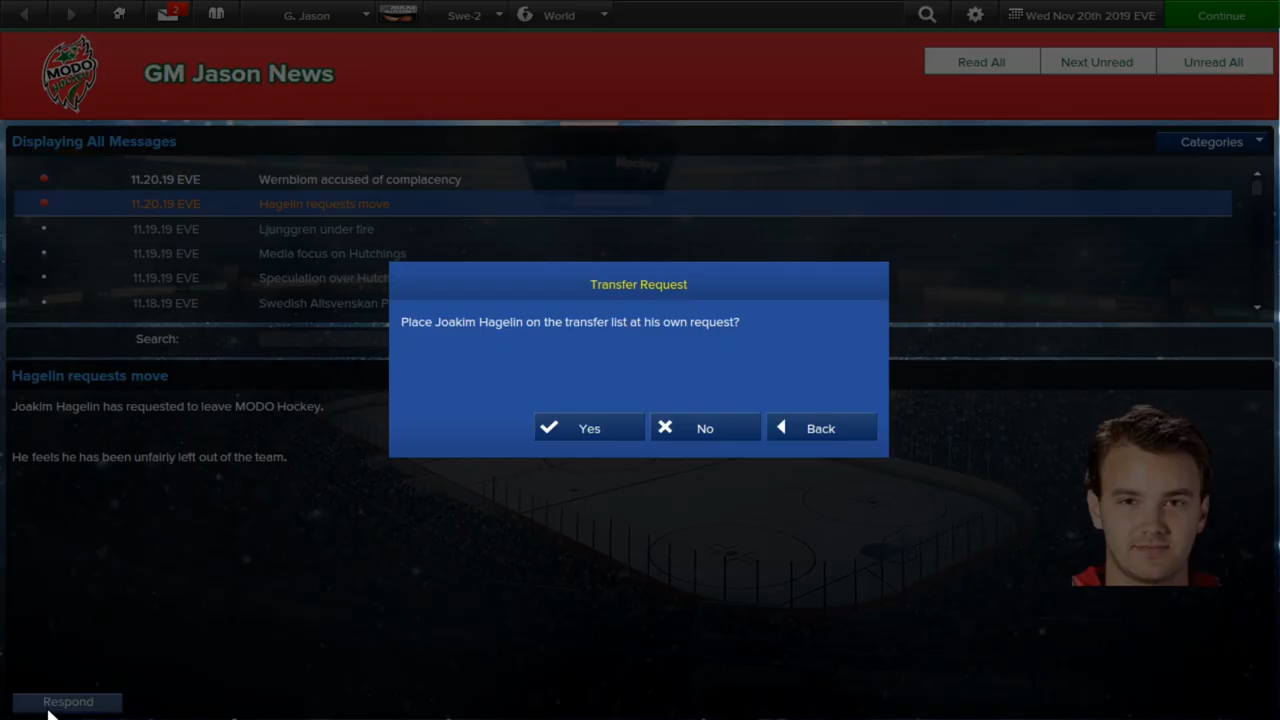 2
G. Jason
Swe-2
World
Wed Nov 20th 2019 EVE
Continue
MODO
HOCKEY
GM Jason News
Read All
Next Unread
Unread All
Displaying All Messages
Categories
11.20.19 EVE Wernblom accused of complacency
11.20.19 EVE Hagelin requests move
11.19.19 EVE Ljunggren under fire
11.19.19 EVE Media focus on Hutchings
11.19.19 EVE Speculation over Hutch
11.18.19 EVE Swedish Allsvenskan P
Search:
Transfer Request
Place Joakim Hagelin on the transfer list at his own request?
Yes
No
Back
Hagelin requests move
Joakim Hagelin has requested to leave MODO Hockey.
He feels he has been unfairly left out of the team.
Respond